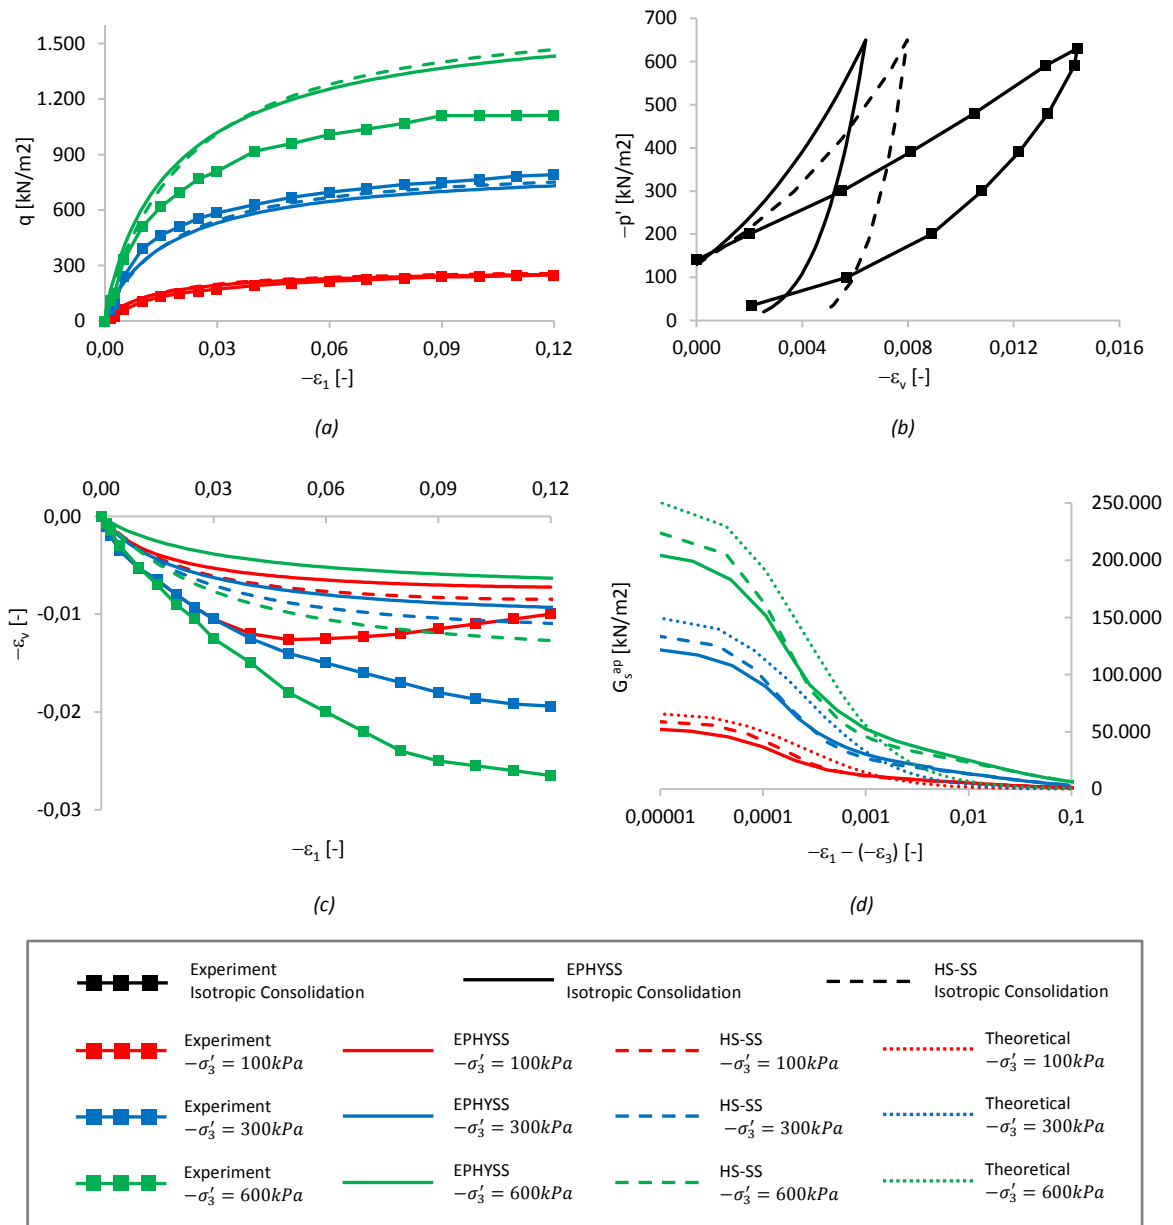 1.500
1.200
900
600
300
0
q [kN/m2]
0,00 0,03 0,06 0,09 0,12
−ε1 [-]
(a)
700
600
500
400
300
200
100
0
−p' [kN/m2]
0,000 0,004 0,008 0,012 0,016
−εv [-]
(b)
0,00 0,03 0,06 0,09 0,12
0,00
-0,01
-0,02
-0,03
−εv [-]
−ε1 [-]
(c)
250.000
200.000
150.000
100.000
50.000
0
Gs^ap [kN/m2]
0,00001 0,0001 0,001 0,01 0,1
−ε1 − (−ε3) [-]
(d)
Experiment
Isotropic Consolidation
EPHYSS
Isotropic Consolidation
HS-SS
Isotropic Consolidation
Experiment
−σ′3 = 100kPa
EPHYSS
−σ′3 = 100kPa
HS-SS
−σ′3 = 100kPa
Theoretical
−σ′3 = 100kPa
Experiment
−σ′3 = 300kPa
EPHYSS
−σ′3 = 300kPa
HS-SS
−σ′3 = 300kPa
Theoretical
−σ′3 = 300kPa
Experiment
−σ′3 = 600kPa
EPHYSS
−σ′3 = 600kPa
HS-SS
−σ′3 = 600kPa
Theoretical
−σ′3 = 600kPa